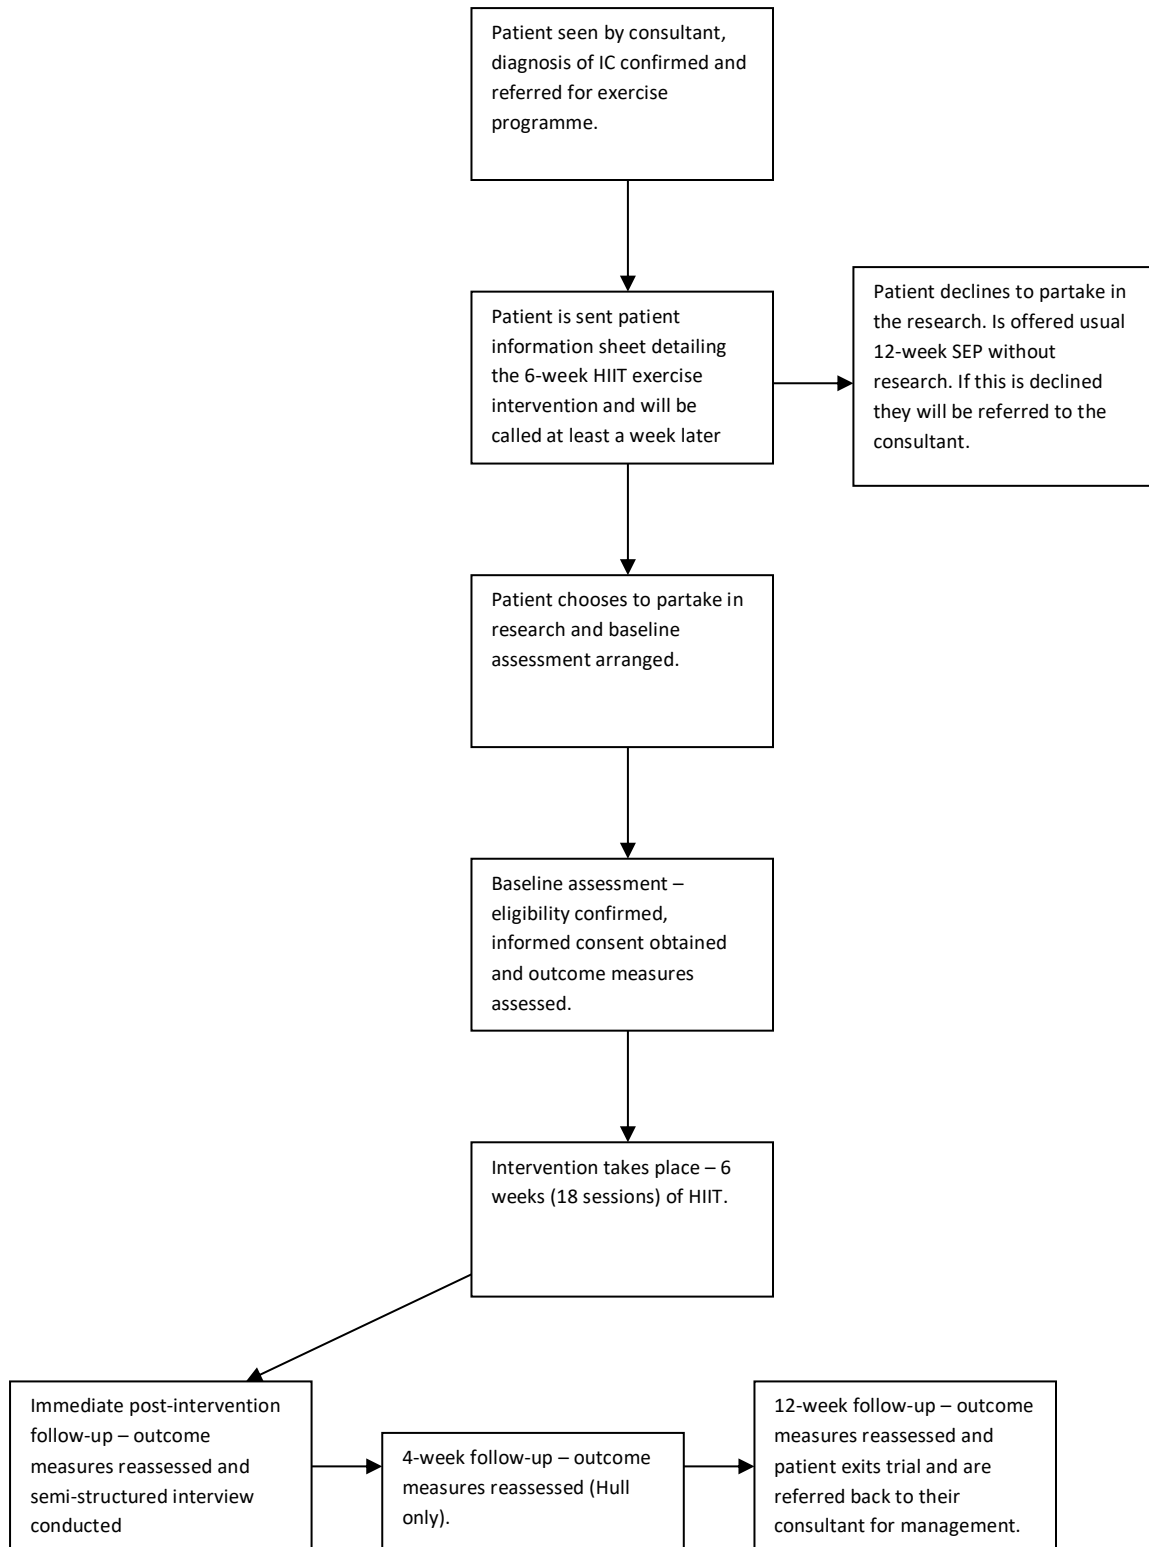 Patient seen by consultant,
diagnosis of IC confirmed and
referred for exercise
programme.
Patient is sent patient
information sheet detailing
the 6-week HIIT exercise
intervention and will be
called at least a week later
Patient declines to partake in
the research. Is offered usual
12-week SEP without
research. If this is declined
they will be referred to the
consultant.
Patient chooses to partake in
research and baseline
assessment arranged.
Baseline assessment –
eligibility confirmed,
informed consent obtained
and outcome measures
assessed.
Intervention takes place – 6
weeks (18 sessions) of HIIT.
Immediate post-intervention
follow-up – outcome
measures reassessed and
semi-structured interview
conducted
4-week follow-up – outcome
measures reassessed (Hull
only).
12-week follow-up – outcome
measures reassessed and
patient exits trial and are
referred back to their
consultant for management.